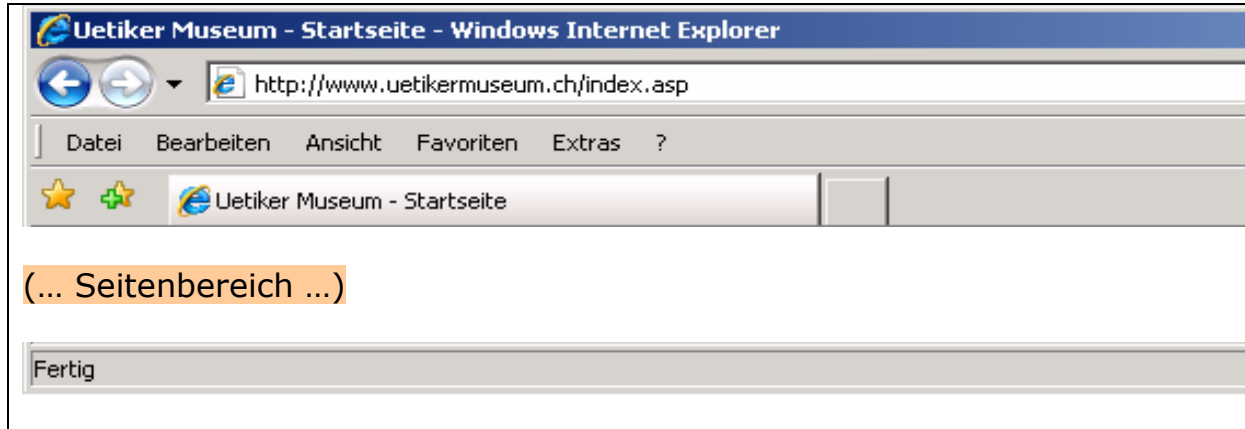 Uetiker Museum - Startseite - Windows Internet Explorer
http://www.uetikermuseum.ch/index.asp
Datei Bearbeiten Ansicht Favoriten Extras ?
Uetiker Museum - Startseite
(... Seitenbereich ...)
Fertig